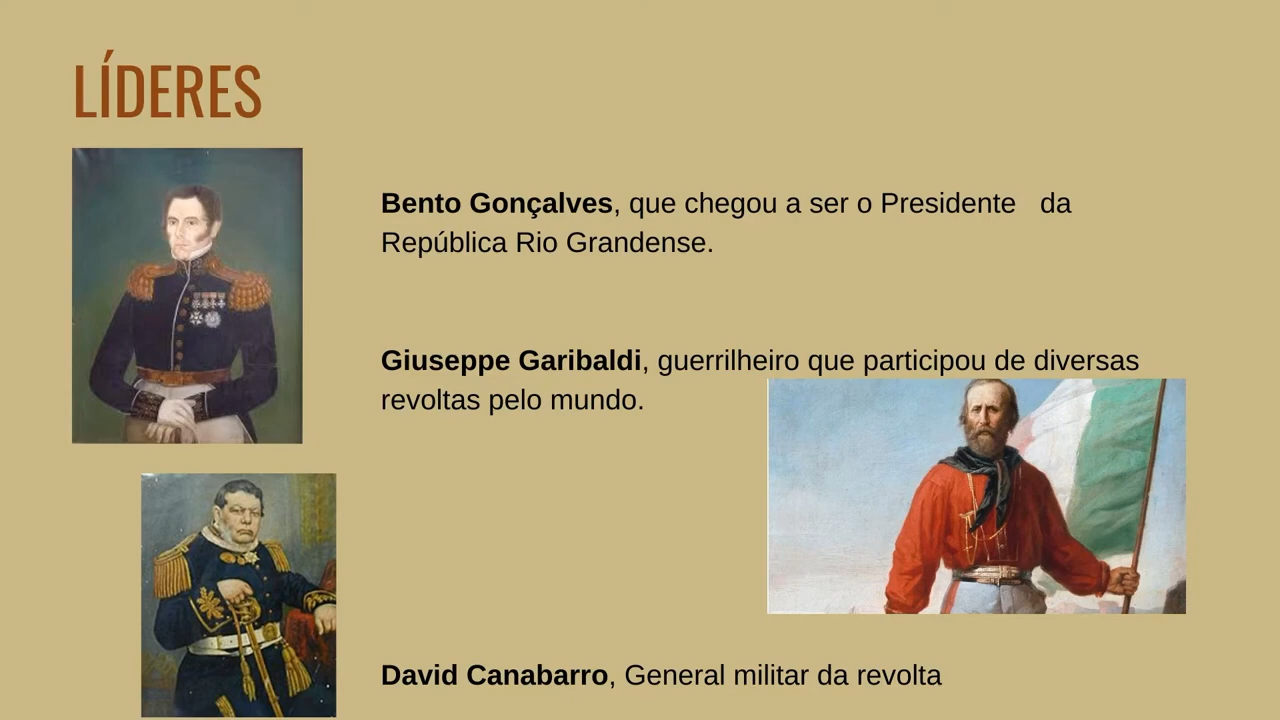 LÍDERES
Bento Gonçalves, que chegou a ser o Presidente da
República Rio Grandense.
Giuseppe Garibaldi, guerrilheiro que participou de diversas
revoltas pelo mundo.
David Canabarro, General militar da revolta